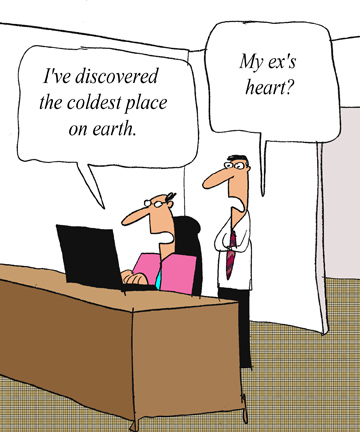 I've discovered
the coldest place
on earth.
My ex's
heart?